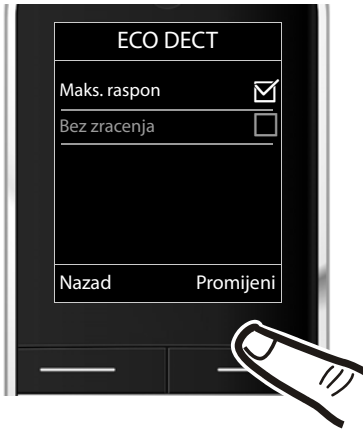 ECO DECT
Maks. raspon
Bez zracenja
Nazad Promijeni